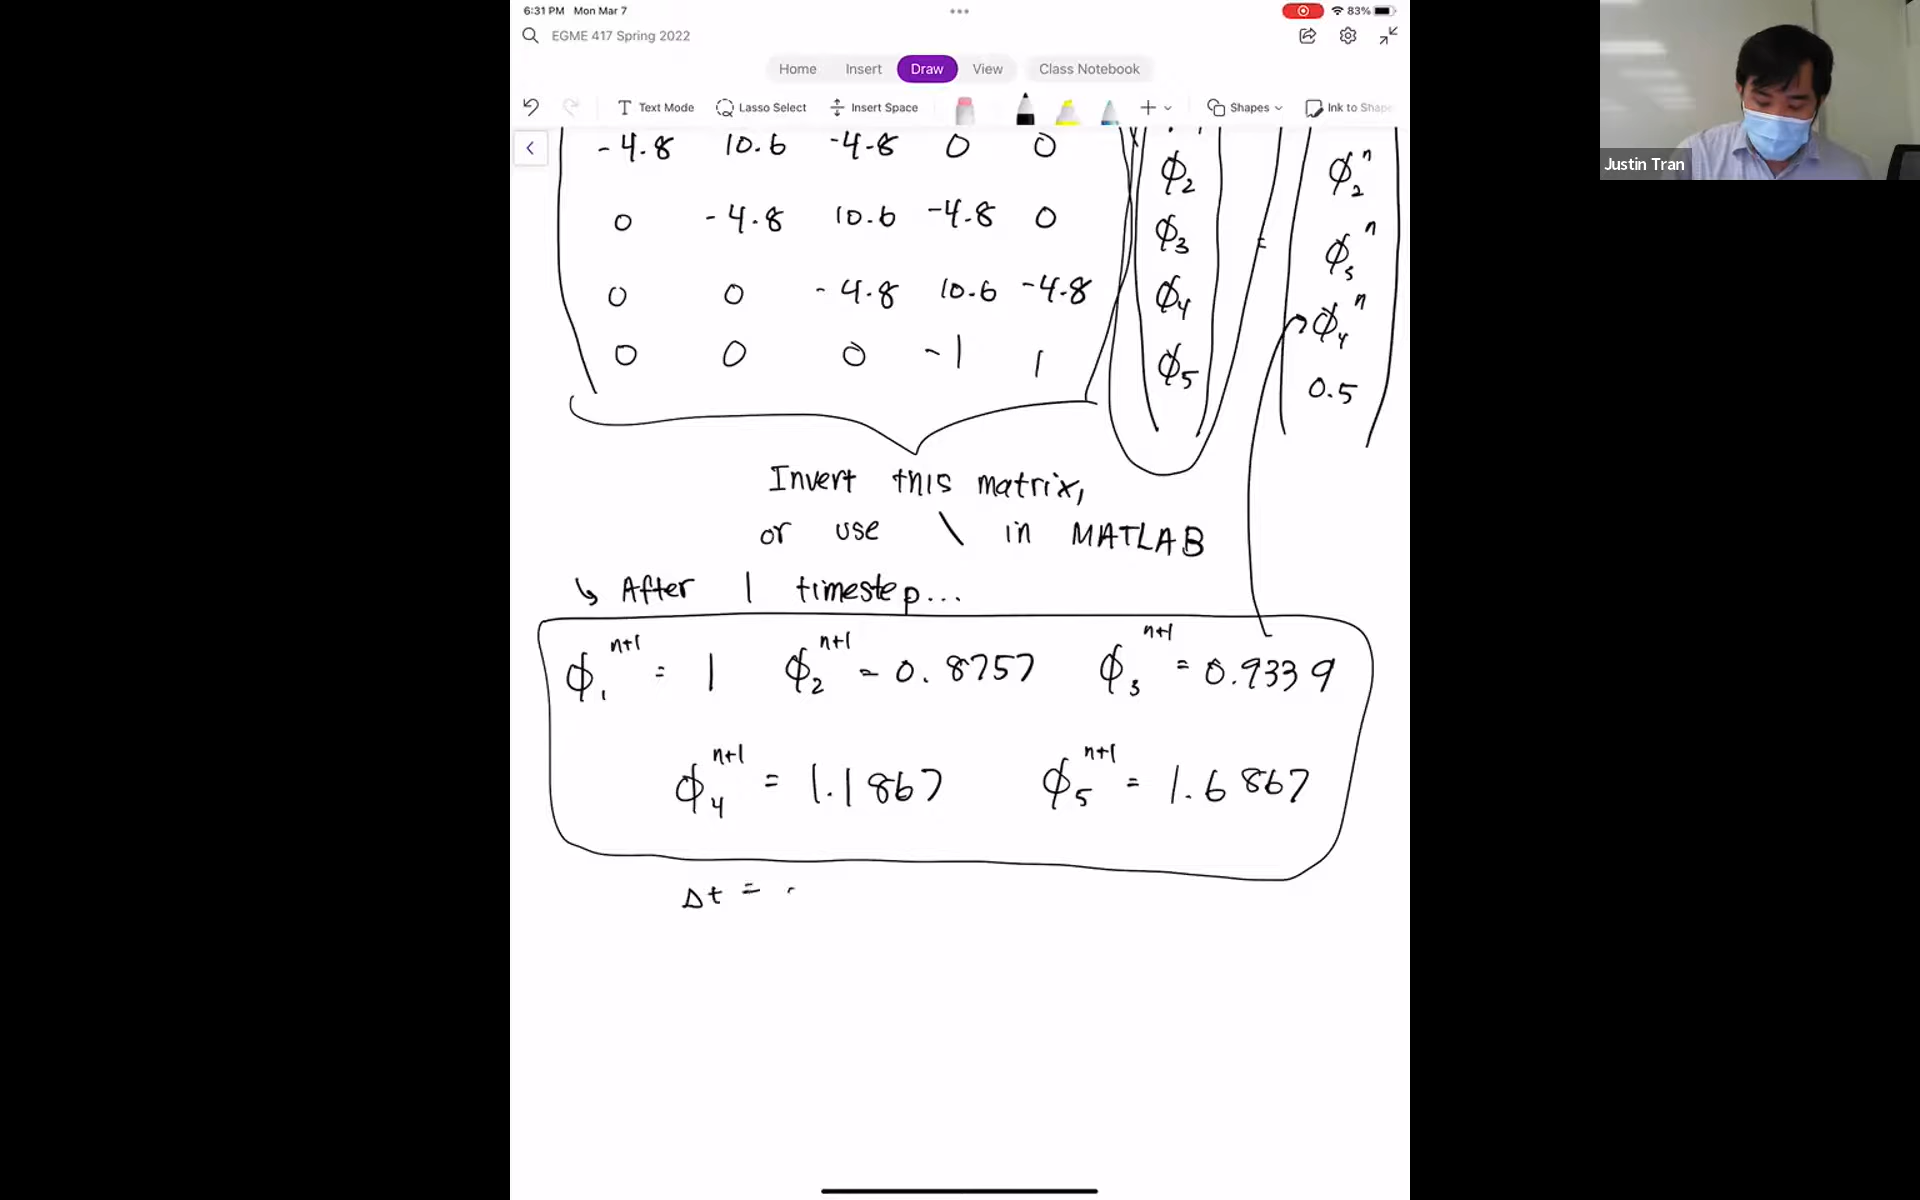 6:31 PM Mon Mar 7
83%
EGME 417 Spring 2022
Home Insert Draw View Class Notebook
Text Mode Lasso Select Insert Space Shapes Ink to Shape
Justin Tran
-4.8 10.6 -4.8 0 0 ϕ₂ ϕ₂ⁿ
0 -4.8 10.6 -4.8 0 ϕ₃ = ϕ₃ⁿ
0 0 -4.8 10.6 -4.8 ϕ₄ ϕ₄ⁿ
0 0 0 -1 1 ϕ₅ 0.5
Invert this matrix,
or use \ in MATLAB
↳ After 1 timestep...
ϕ₁ⁿ⁺¹ = 1 ϕ₂ⁿ⁺¹ = 0.8757 ϕ₃ⁿ⁺¹ = 0.9339
ϕ₄ⁿ⁺¹ = 1.1867 ϕ₅ⁿ⁺¹ = 1.6867
Δt =